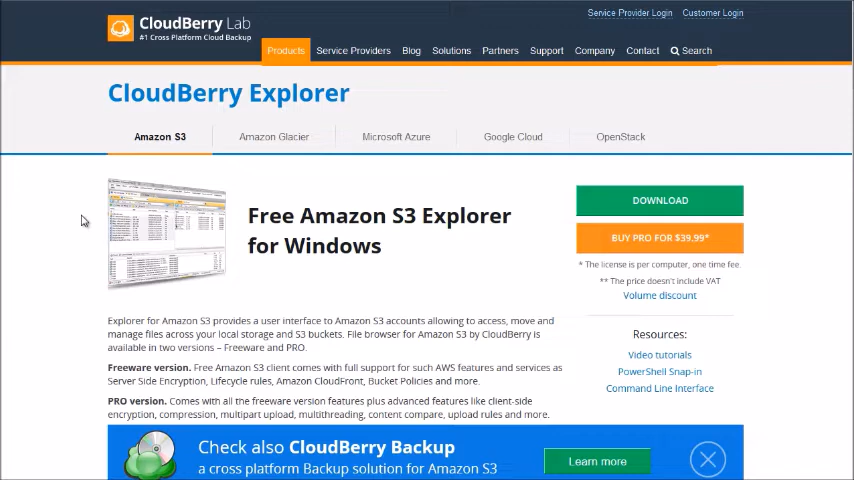 CloudBerry Lab
#1 Cross Platform Cloud Backup
Service Provider Login Customer Login
Products Service Providers Blog Solutions Partners Support Company Contact Search
CloudBerry Explorer
Amazon S3 Amazon Glacier Microsoft Azure Google Cloud OpenStack
Free Amazon S3 Explorer
for Windows
DOWNLOAD
BUY PRO FOR $39.99*
* The license is per computer, one time fee.
** The price doesn't include VAT
Volume discount
Resources:
Video tutorials
PowerShell Snap-in
Command Line Interface
Explorer for Amazon S3 provides a user interface to Amazon S3 accounts allowing to access, move and
manage files across your local storage and S3 buckets. File browser for Amazon S3 by CloudBerry is
available in two versions – Freeware and PRO.
Freeware version. Free Amazon S3 client comes with full support for such AWS features and services as
Server Side Encryption, Lifecycle rules, Amazon CloudFront, Bucket Policies and more.
PRO version. Comes with all the freeware version features plus advanced features like client-side
encryption, compression, multipart upload, multithreading, content compare, upload rules and more.
Check also CloudBerry Backup
a cross platform Backup solution for Amazon S3
Learn more